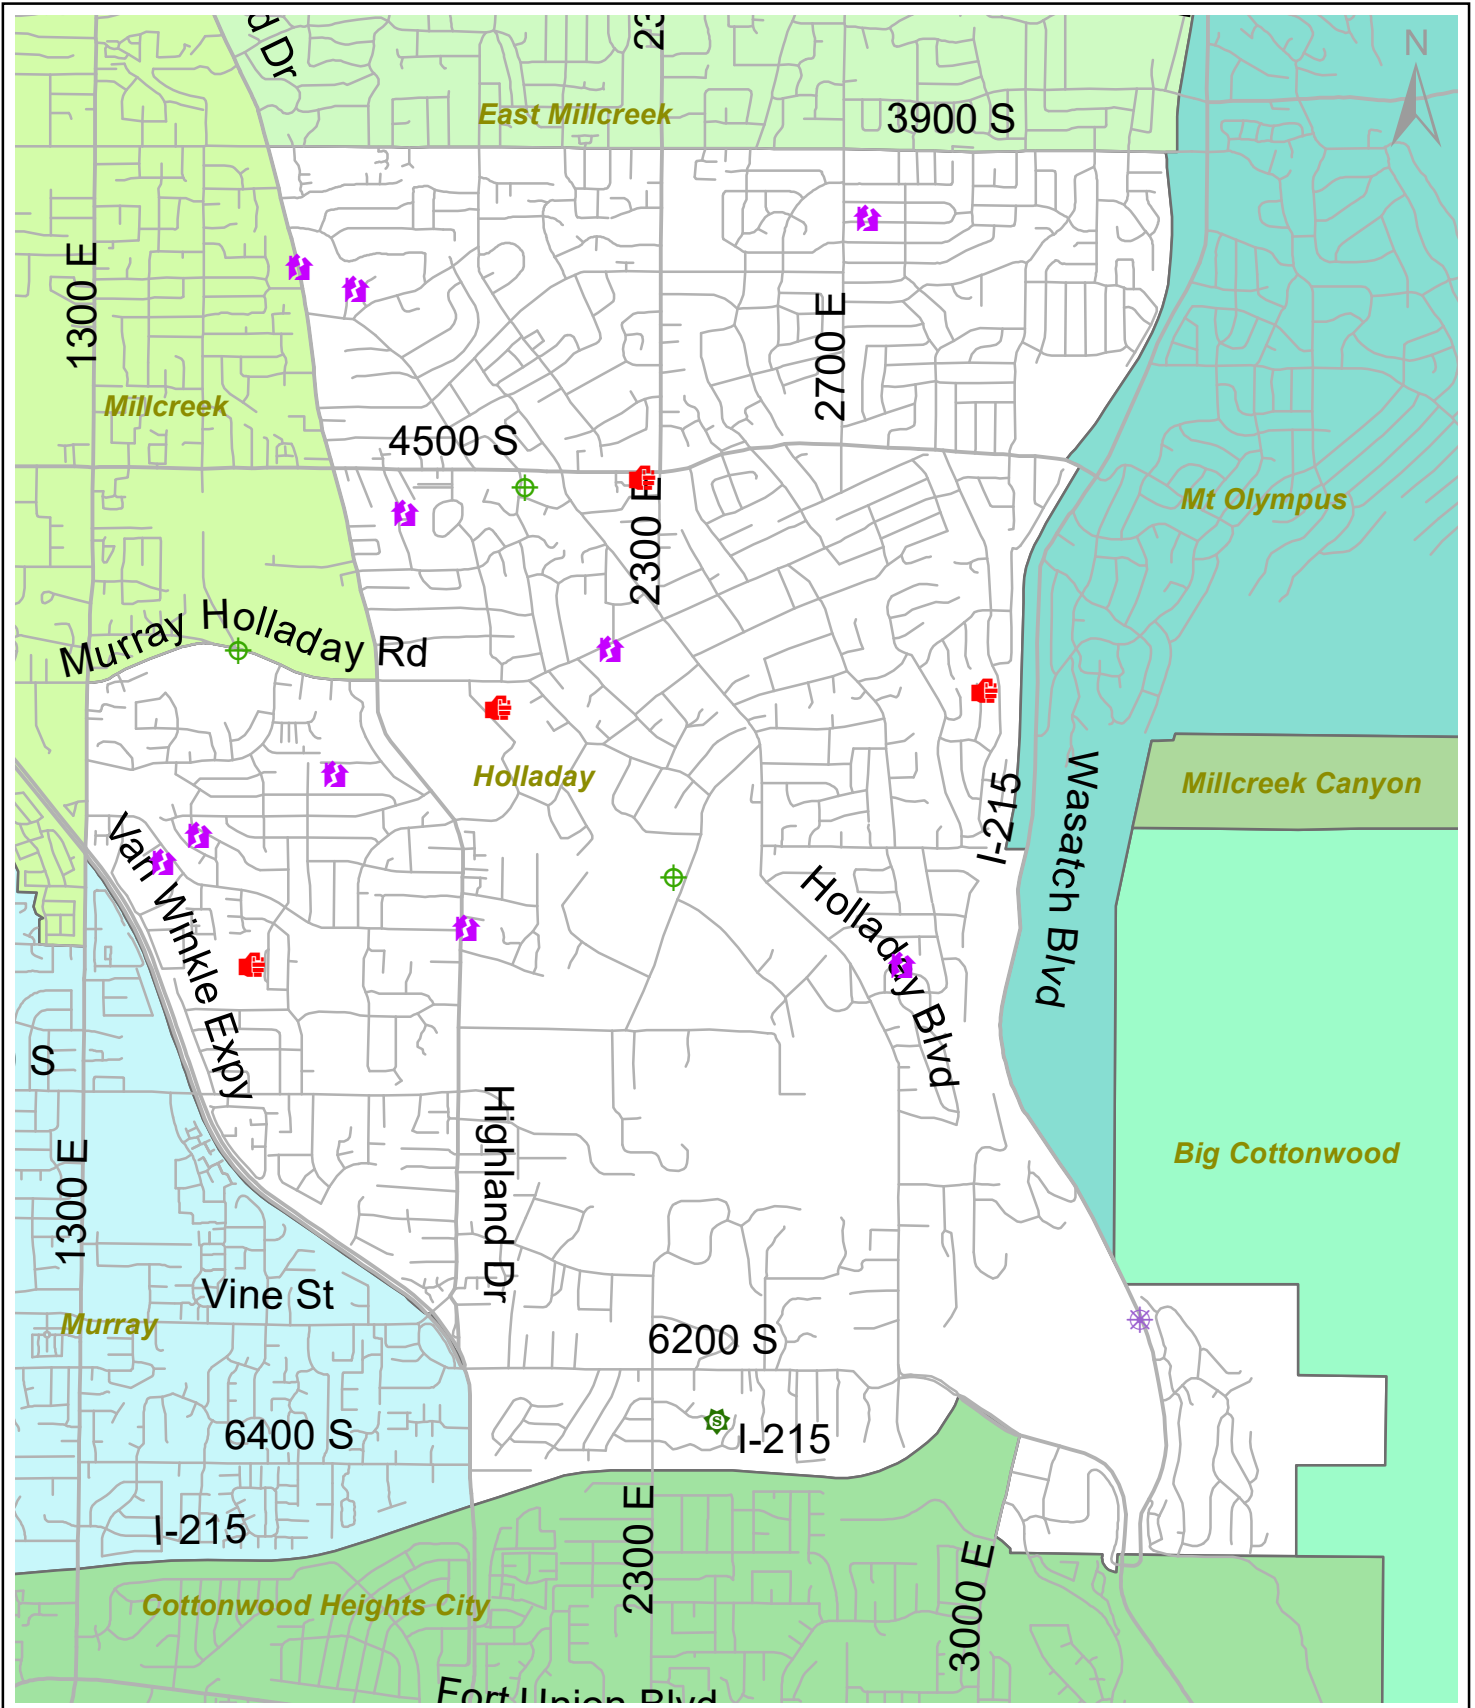 d Dr
23
N
East Millcreek
3900 S
1300 E
2700 E
Millcreek
4500 S
Mt Olympus
2300 E
Murray Holladay Rd
Holladay
I-215
Wasatch Blvd
Millcreek Canyon
Van Winkle Expy
Holladay Blvd
S
Highland Dr
1300 E
Big Cottonwood
Vine St
Murray
6200 S
S
6400 S
I-215
I-215
2300 E
3000 E
Cottonwood Heights City
Fort Union Blvd